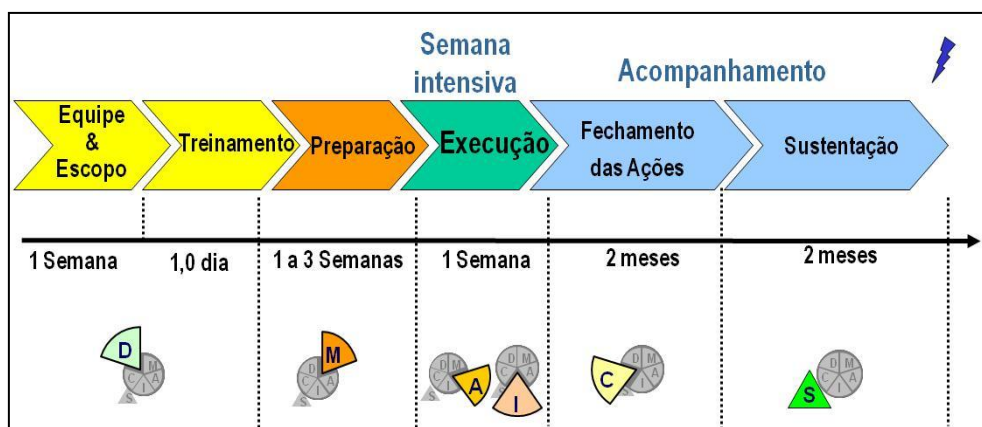 Semana
intensiva
Acompanhamento
Equipe
&
Escopo
Treinamento
Preparação
Execução
Fechamento
das Ações
Sustentação
1 Semana
1,0 dia
1 a 3 Semanas
1 Semana
2 meses
2 meses
D
D M A I C S
M
D M A I C S
A
D M A I C S
I
D M A I C S
C
D M A I C S
S
D M A I C